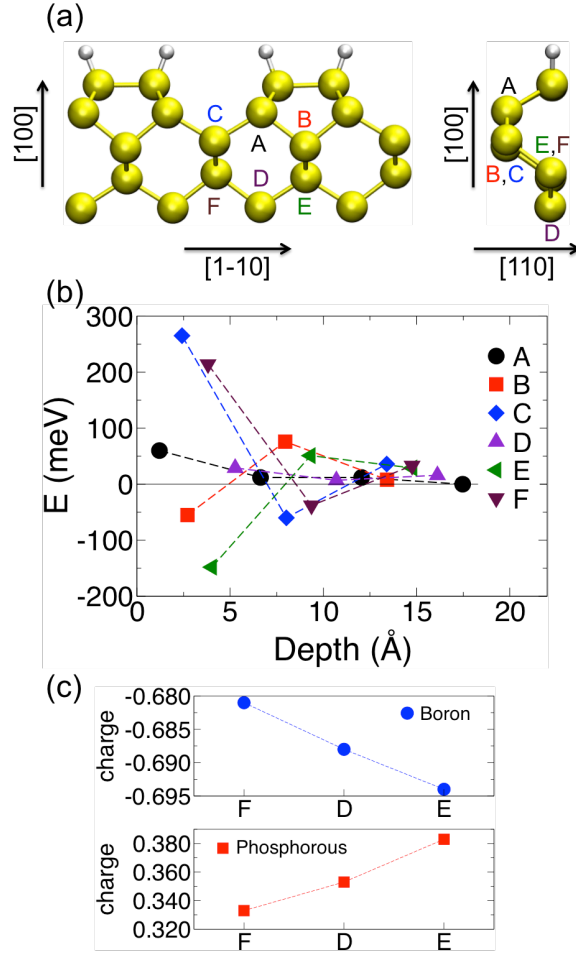 (a)
[100]
C
B
A
D
F
E
[1-10]
A
[100]
E,F
B,C
D
[110]
(b)
300
200
100
0
-100
-200
E (meV)
A
B
C
D
E
F
0
5
10
15
20
Depth (Å)
(c)
-0.680
-0.685
-0.690
-0.695
charge
Boron
F
D
E
0.380
0.360
0.340
0.320
charge
Phosphorous
F
D
E